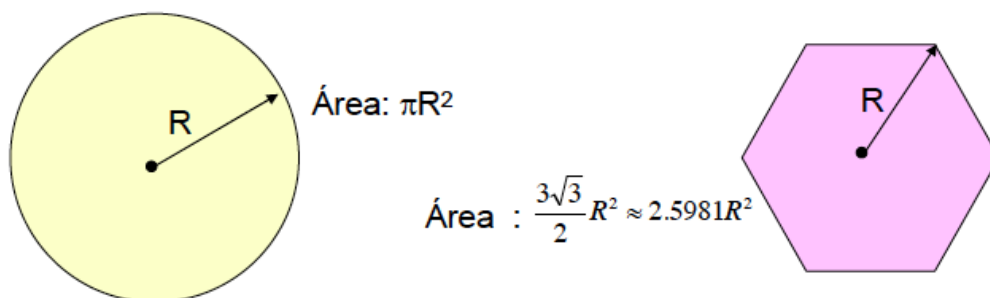 R
Área: πR²
R
Área : 3√3/2 R² ≈ 2.5981R²